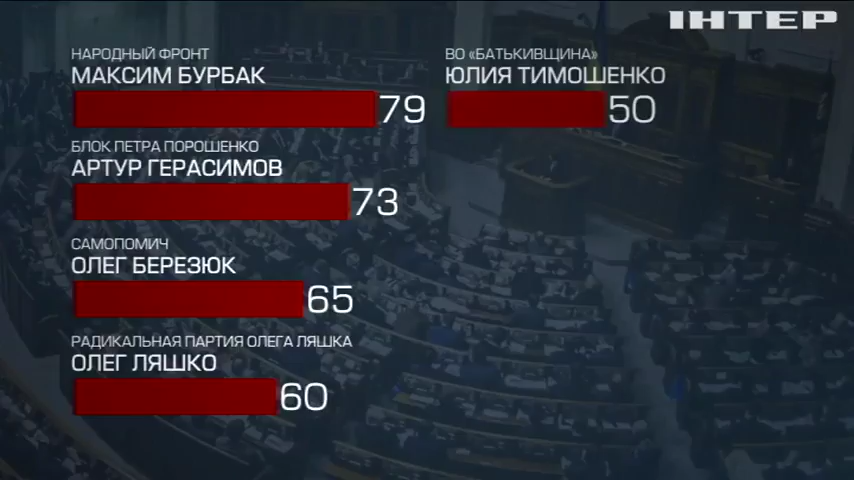 ІНТЕР
НАРОДНЫЙ ФРОНТ
МАКСИМ БУРБАК
79
БЛОК ПЕТРА ПОРОШЕНКО
АРТУР ГЕРАСИМОВ
73
САМОПОМИЧ
ОЛЕГ БЕРЕЗЮК
65
РАДИКАЛЬНАЯ ПАРТИЯ ОЛЕГА ЛЯШКА
ОЛЕГ ЛЯШКО
60
ВО «БАТЬКИВЩИНА»
ЮЛИЯ ТИМОШЕНКО
50